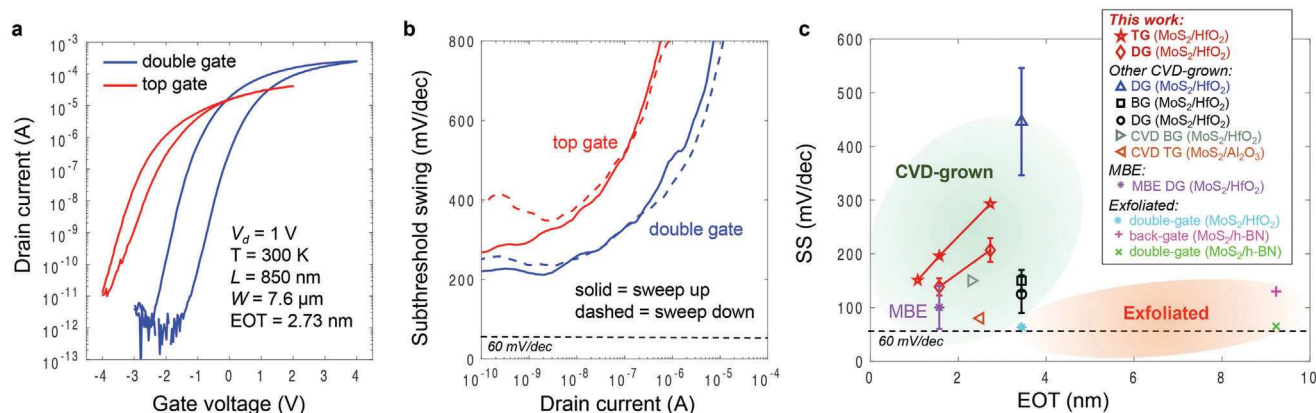 a
Drain current (A)
10⁻³
10⁻⁴
10⁻⁵
10⁻⁶
10⁻⁷
10⁻⁸
10⁻⁹
10⁻¹⁰
10⁻¹¹
10⁻¹²
10⁻¹³
double gate
top gate
V_d = 1 V
T = 300 K
L = 850 nm
W = 7.6 µm
EOT = 2.73 nm
-4 -3 -2 -1 0 1 2 3 4
Gate voltage (V)
b
Subthreshold swing (mV/dec)
800
600
400
200
0
top gate
double gate
solid = sweep up
dashed = sweep down
60 mV/dec
10⁻¹⁰ 10⁻⁹ 10⁻⁸ 10⁻⁷ 10⁻⁶ 10⁻⁵ 10⁻⁴
Drain current (A)
c
SS (mV/dec)
600
500
400
300
200
100
0
CVD-grown
MBE
Exfoliated
60 mV/dec
0 2 4 6 8 10
EOT (nm)
This work:
TG (MoS₂/HfO₂)
DG (MoS₂/HfO₂)
Other CVD-grown:
DG (MoS₂/HfO₂)
BG (MoS₂/HfO₂)
DG (MoS₂/HfO₂)
CVD BG (MoS₂/HfO₂)
CVD TG (MoS₂/Al₂O₃)
MBE:
MBE DG (MoS₂/HfO₂)
Exfoliated:
double-gate (MoS₂/HfO₂)
back-gate (MoS₂/h-BN)
double-gate (MoS₂/h-BN)